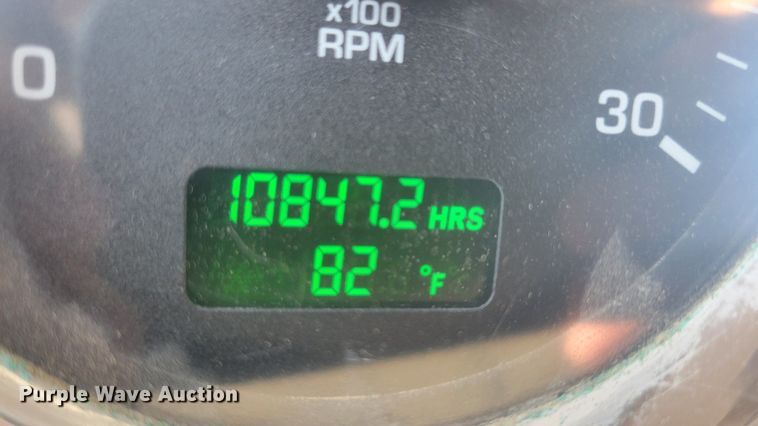 x100
RPM
0
30
10847.2 HRS
82 °F
Purple Wave Auction